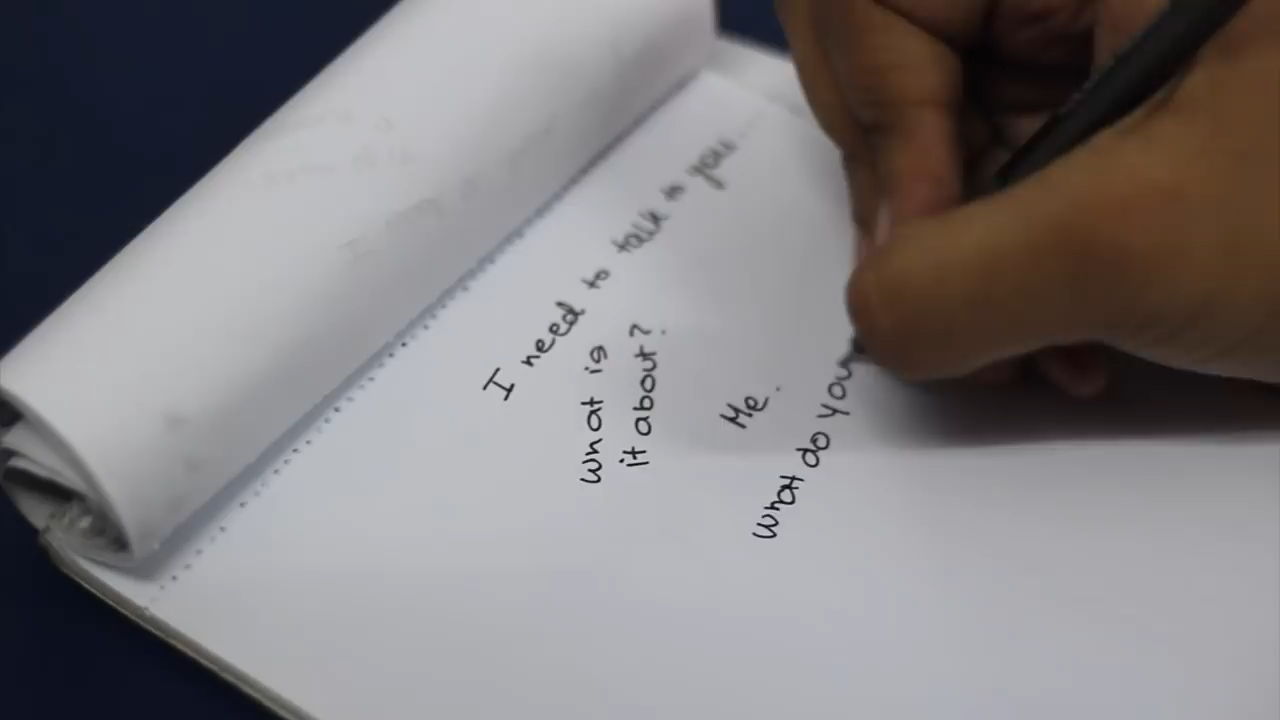 I need to talk to you.
What is
it about?
Me.
What do you